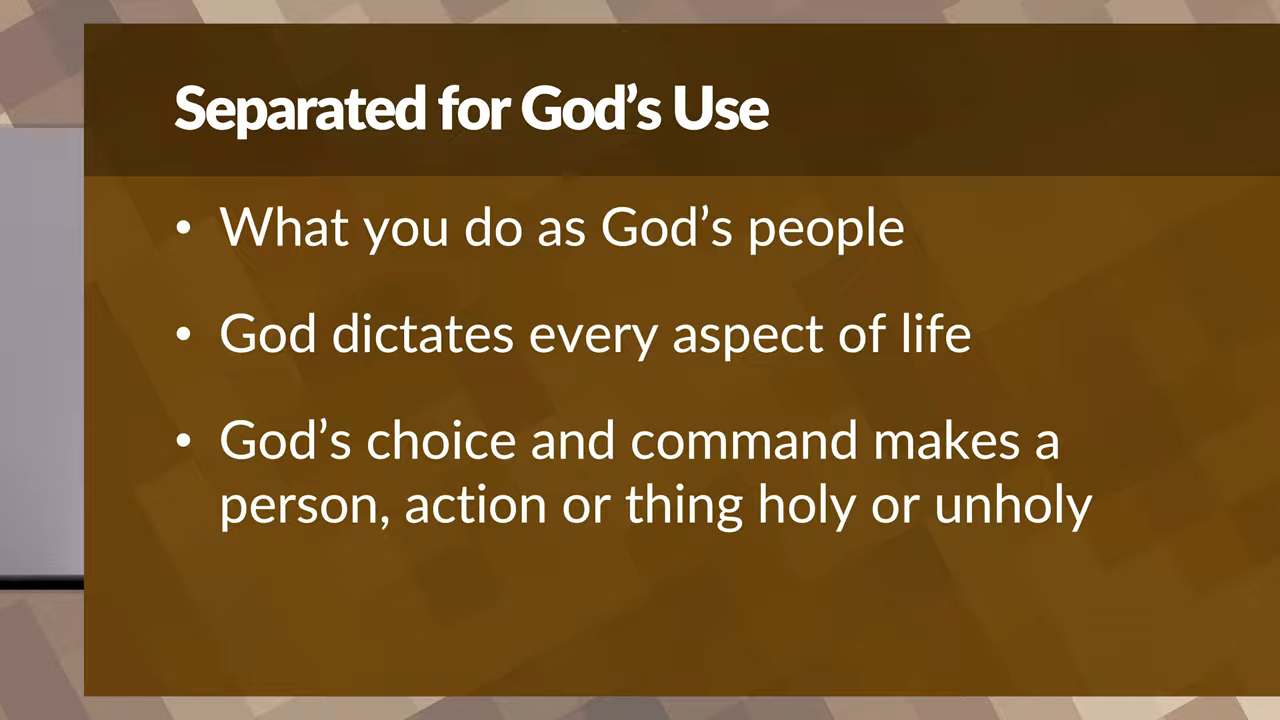 Separated for God’s Use
• What you do as God’s people
• God dictates every aspect of life
• God’s choice and command makes a
person, action or thing holy or unholy